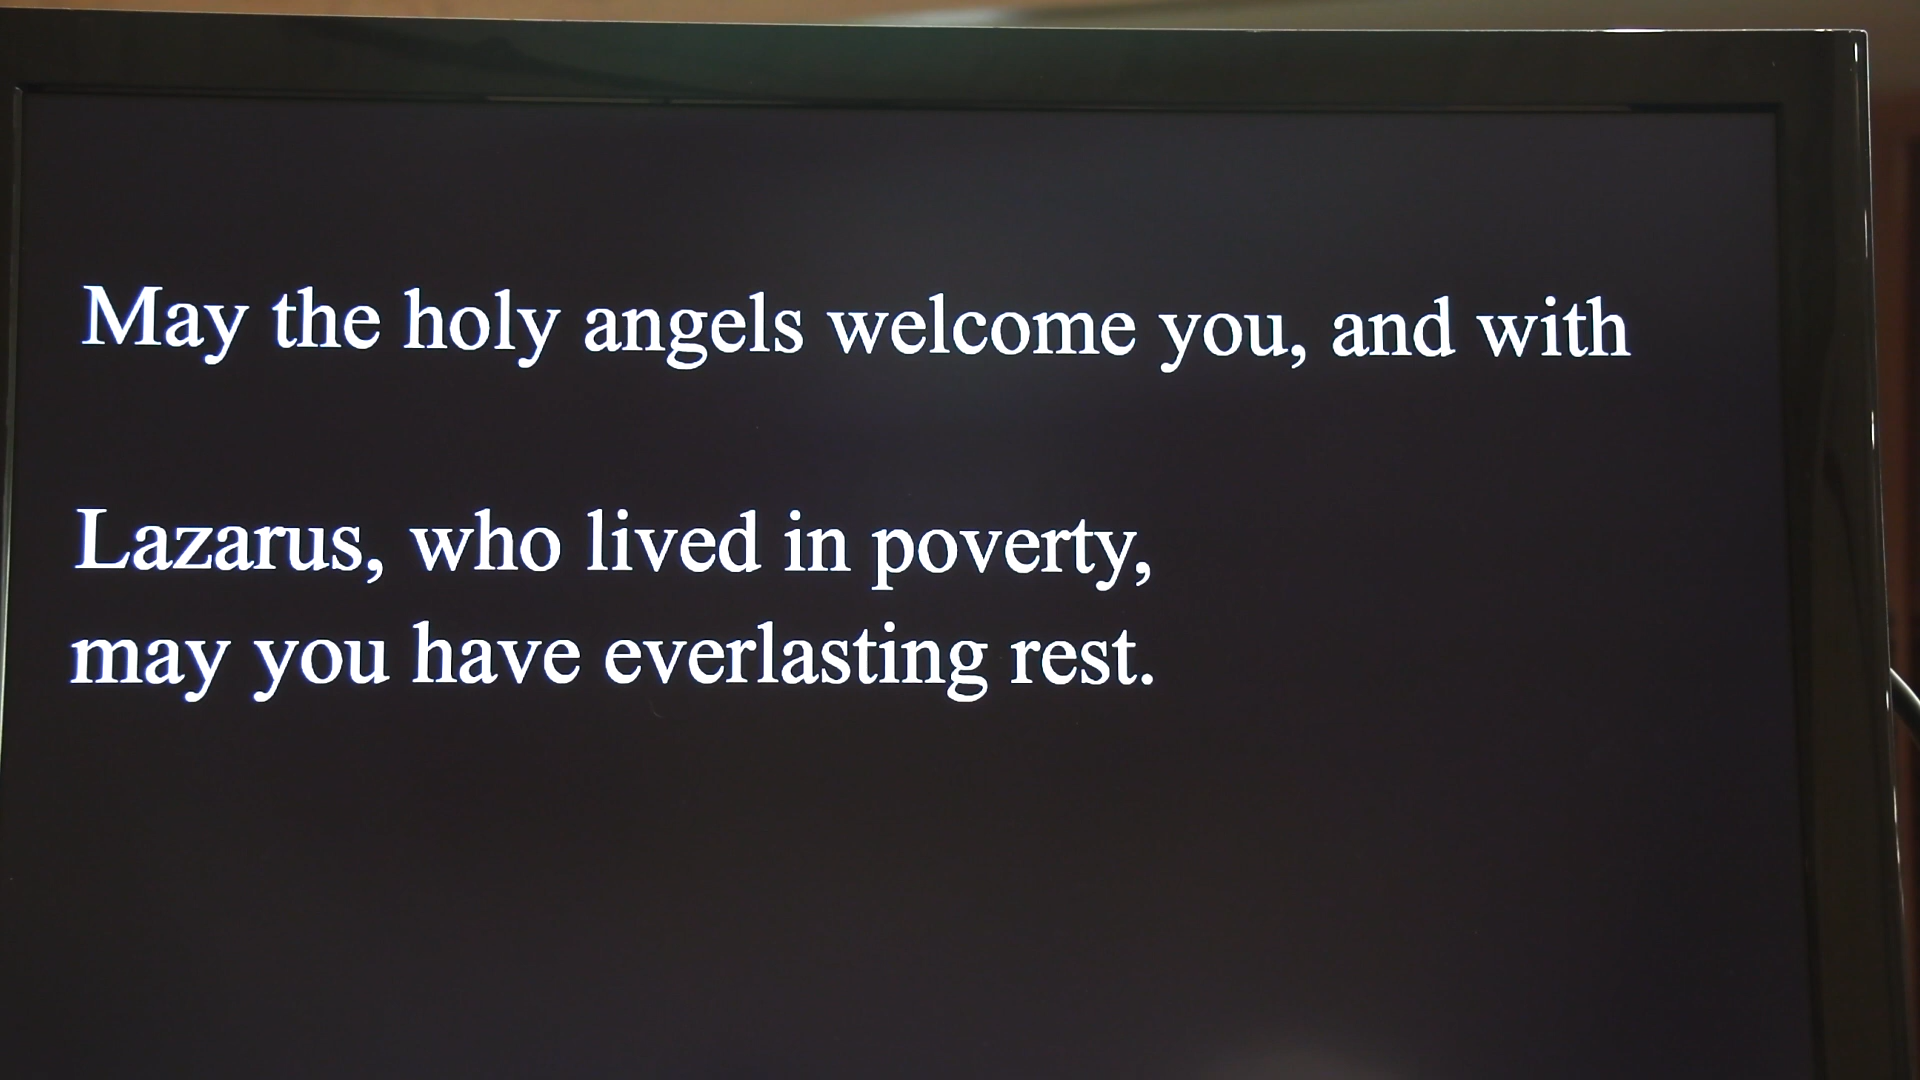 May the holy angels welcome you, and with
Lazarus, who lived in poverty,
may you have everlasting rest.